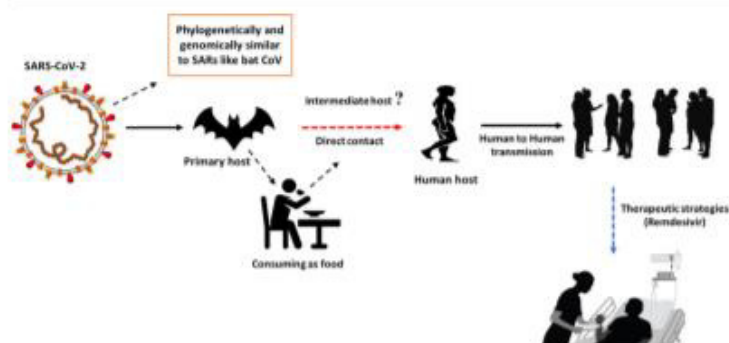 Phylogenetically and
genomically similar
to SARs like bat CoV
SARS-CoV-2
Intermediate host ?
Direct contact
Primary host
Human host
Human to Human
transmission
Consuming as food
Therapeutic strategies
(Remdesivir)